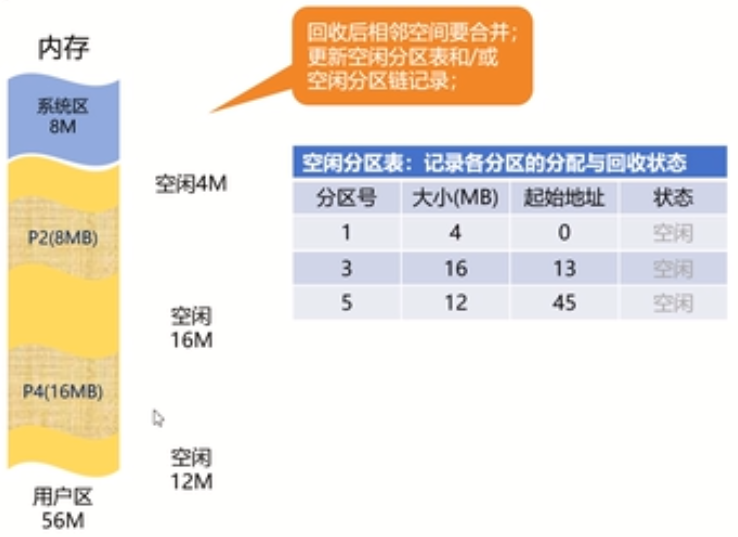 内存
系统区
8M
P2(8MB)
P4(16MB)
用户区
56M
空闲4M
空闲
16M
空闲
12M
回收后相邻空间要合并；
更新空闲分区表和/或
空闲分区链记录；
空闲分区表：记录各分区的分配与回收状态
分区号 大小(MB) 起始地址 状态
1 4 0 空闲
3 16 13 空闲
5 12 45 空闲